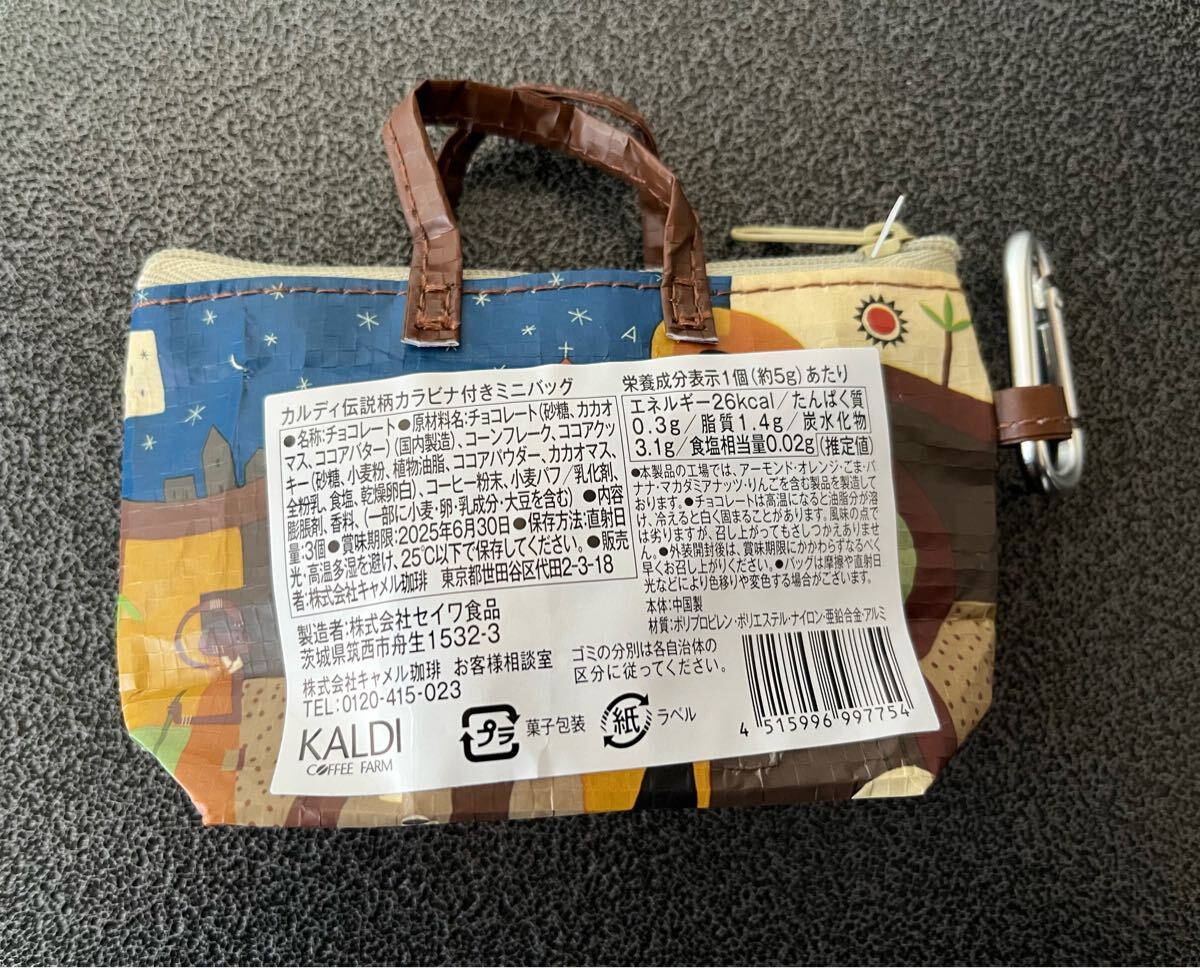 カルディ伝説柄カラビナ付きミニバッグ
●名称:チョコレート●原材料名:チョコレート(砂糖、カカオ
マス、ココアバター)(国内製造)、コーンフレーク、ココアクッ
キー(砂糖、小麦粉、植物油脂、ココアパウダー、カカオマス、
全粉乳、食塩、乾燥卵白)、コーヒー粉末、小麦パフ/乳化剤、
膨脹剤、香料、(一部に小麦・卵・乳成分・大豆を含む) ●内容
量:3個●賞味期限:2025年6月30日●保存方法:直射日
光・高温多湿を避け、25℃以下で保存してください。●販売
者:株式会社キャメル珈琲 東京都世田谷区代田2-3-18
製造者:株式会社セイワ食品
茨城県筑西市舟生1532-3
株式会社キャメル珈琲 お客様相談室
TEL:0120-415-023
KALDI
COFFEE FARM
プラ 菓子包装
紙 ラベル
栄養成分表示1個(約5g)あたり
エネルギー26kcal/たんぱく質
0.3g/脂質1.4g/炭水化物
3.1g/食塩相当量0.02g(推定値)
●本製品の工場では、アーモンド・オレンジ・ごま・バ
ナナ・マカダミアナッツ・りんごを含む製品を製造して
おります。●チョコレートは高温になると油脂分が溶
け、冷えると白く固まることがあります。風味の点で
は劣りますが、召し上がってもさしつかえありませ
ん。●外装開封後は、賞味期限にかかわらずなるべく
早くお召し上がりください。●バッグは摩擦や直射日
光などにより色移りや変色する場合がございます。
本体:中国製
材質:ポリプロピレン・ポリエステル・ナイロン・亜鉛合金・アルミ
ゴミの分別は各自治体の
区分に従ってください。
4 515996 997754